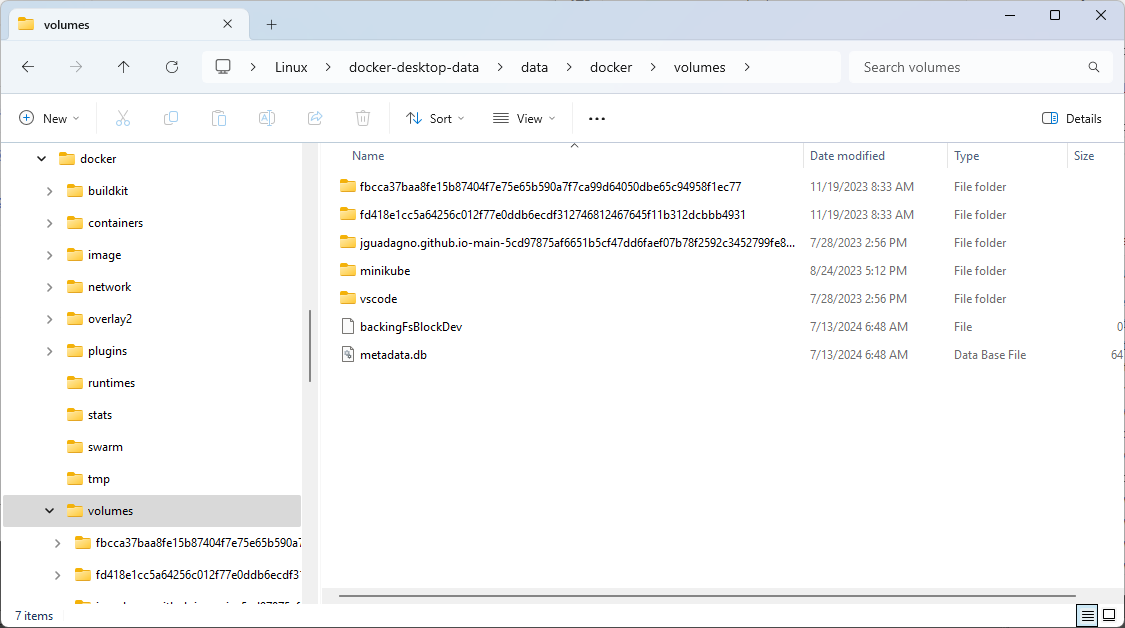 volumes
Linux docker-desktop-data data docker volumes Search volumes
New Sort View Details
docker
buildkit
containers
image
network
overlay2
plugins
runtimes
stats
swarm
tmp
volumes
fbcca37baa8fe15b87404f7e75e65b590a7
fd418e1cc5a64256c012f77e0ddb6ecdf31
Name Date modified Type Size
fbcca37baa8fe15b87404f7e75e65b590a7f7ca99d64050dbe65c94958f1ec77 11/19/2023 8:33 AM File folder
fd418e1cc5a64256c012f77e0ddb6ecdf312746812467645f11b312dcbbb4931 11/19/2023 8:33 AM File folder
jguadagno.github.io-main-5cd97875af6651b5cf47dd6faef07b78f2592c3452799fe8... 7/28/2023 2:56 PM File folder
minikube 8/24/2023 5:12 PM File folder
vscode 7/28/2023 2:56 PM File folder
backingFsBlockDev 7/13/2024 6:48 AM File 0
metadata.db 7/13/2024 6:48 AM Data Base File 64
7 items